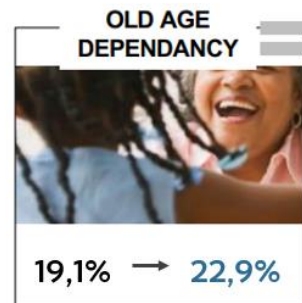 OLD AGE
DEPENDANCY
19,1% → 22,9%